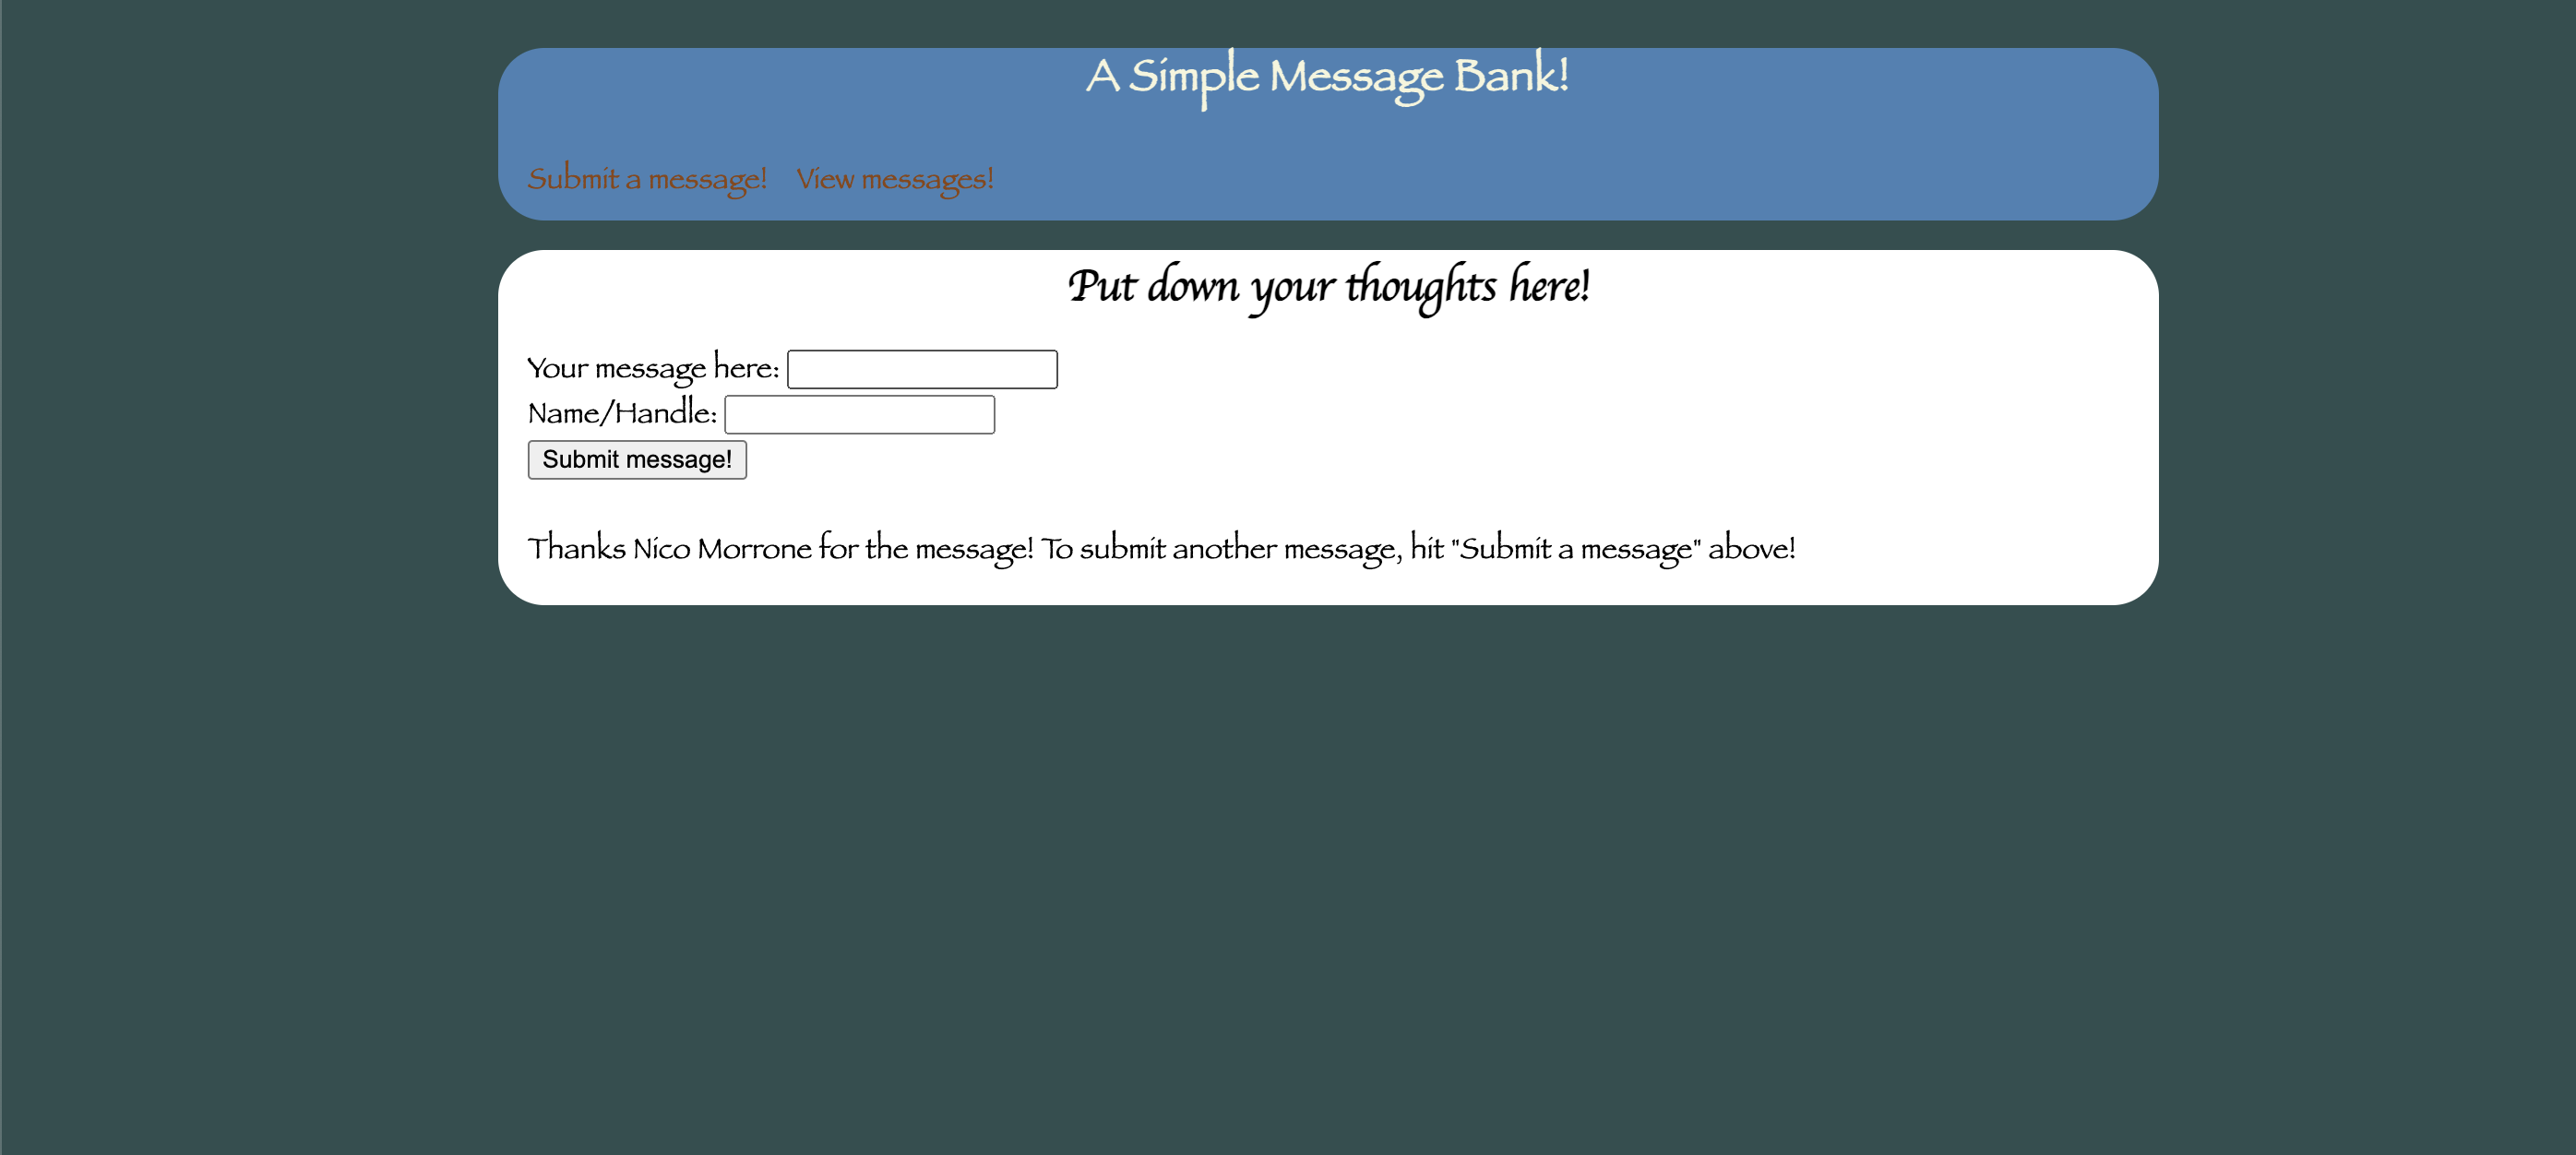 A Simple Message Bank!
Submit a message! View messages!
Put down your thoughts here!
Your message here:
Name/Handle:
Submit message!
Thanks Nico Morrone for the message! To submit another message, hit "Submit a message" above!